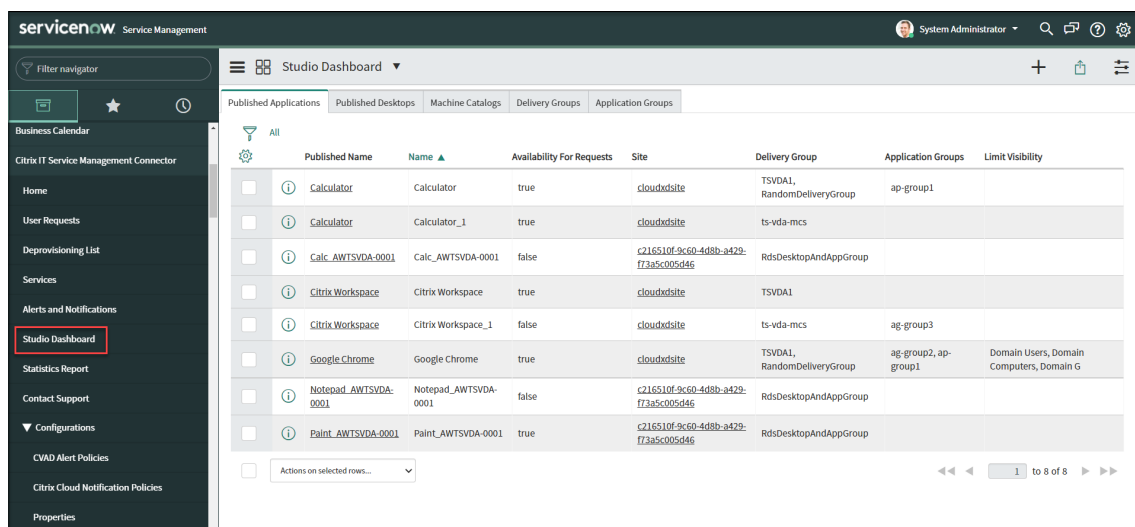 servicenow Service Management
System Administrator
Filter navigator
Studio Dashboard ▼
Published Applications Published Desktops Machine Catalogs Delivery Groups Application Groups
Business Calendar
Citrix IT Service Management Connector
Home
User Requests
Deprovisioning List
Services
Alerts and Notifications
Studio Dashboard
Statistics Report
Contact Support
▼ Configurations
CVAD Alert Policies
Citrix Cloud Notification Policies
Properties
All
Published Name Name ▲ Availability For Requests Site Delivery Group Application Groups Limit Visibility
Calculator Calculator true cloudxdsite TSVDA1, ap-group1
RandomDeliveryGroup
Calculator Calculator_1 true cloudxdsite ts-vda-mcs
Calc_AWTSVDA-0001 Calc_AWTSVDA-0001 false c216510f-9c60-4d8b-a429- RdsDesktopAndAppGroup
f73a5c005d46
Citrix Workspace Citrix Workspace true cloudxdsite TSVDA1
Citrix Workspace Citrix Workspace_1 false cloudxdsite ts-vda-mcs ag-group3
Google Chrome Google Chrome true cloudxdsite TSVDA1, ag-group2, ap- Domain Users, Domain
RandomDeliveryGroup group1 Computers, Domain G
Notepad_AWTSVDA- Notepad_AWTSVDA- false c216510f-9c60-4d8b-a429- RdsDesktopAndAppGroup
0001 0001 f73a5c005d46
Paint_AWTSVDA-0001 Paint_AWTSVDA-0001 true c216510f-9c60-4d8b-a429- RdsDesktopAndAppGroup
f73a5c005d46
Actions on selected rows... 1 to 8 of 8